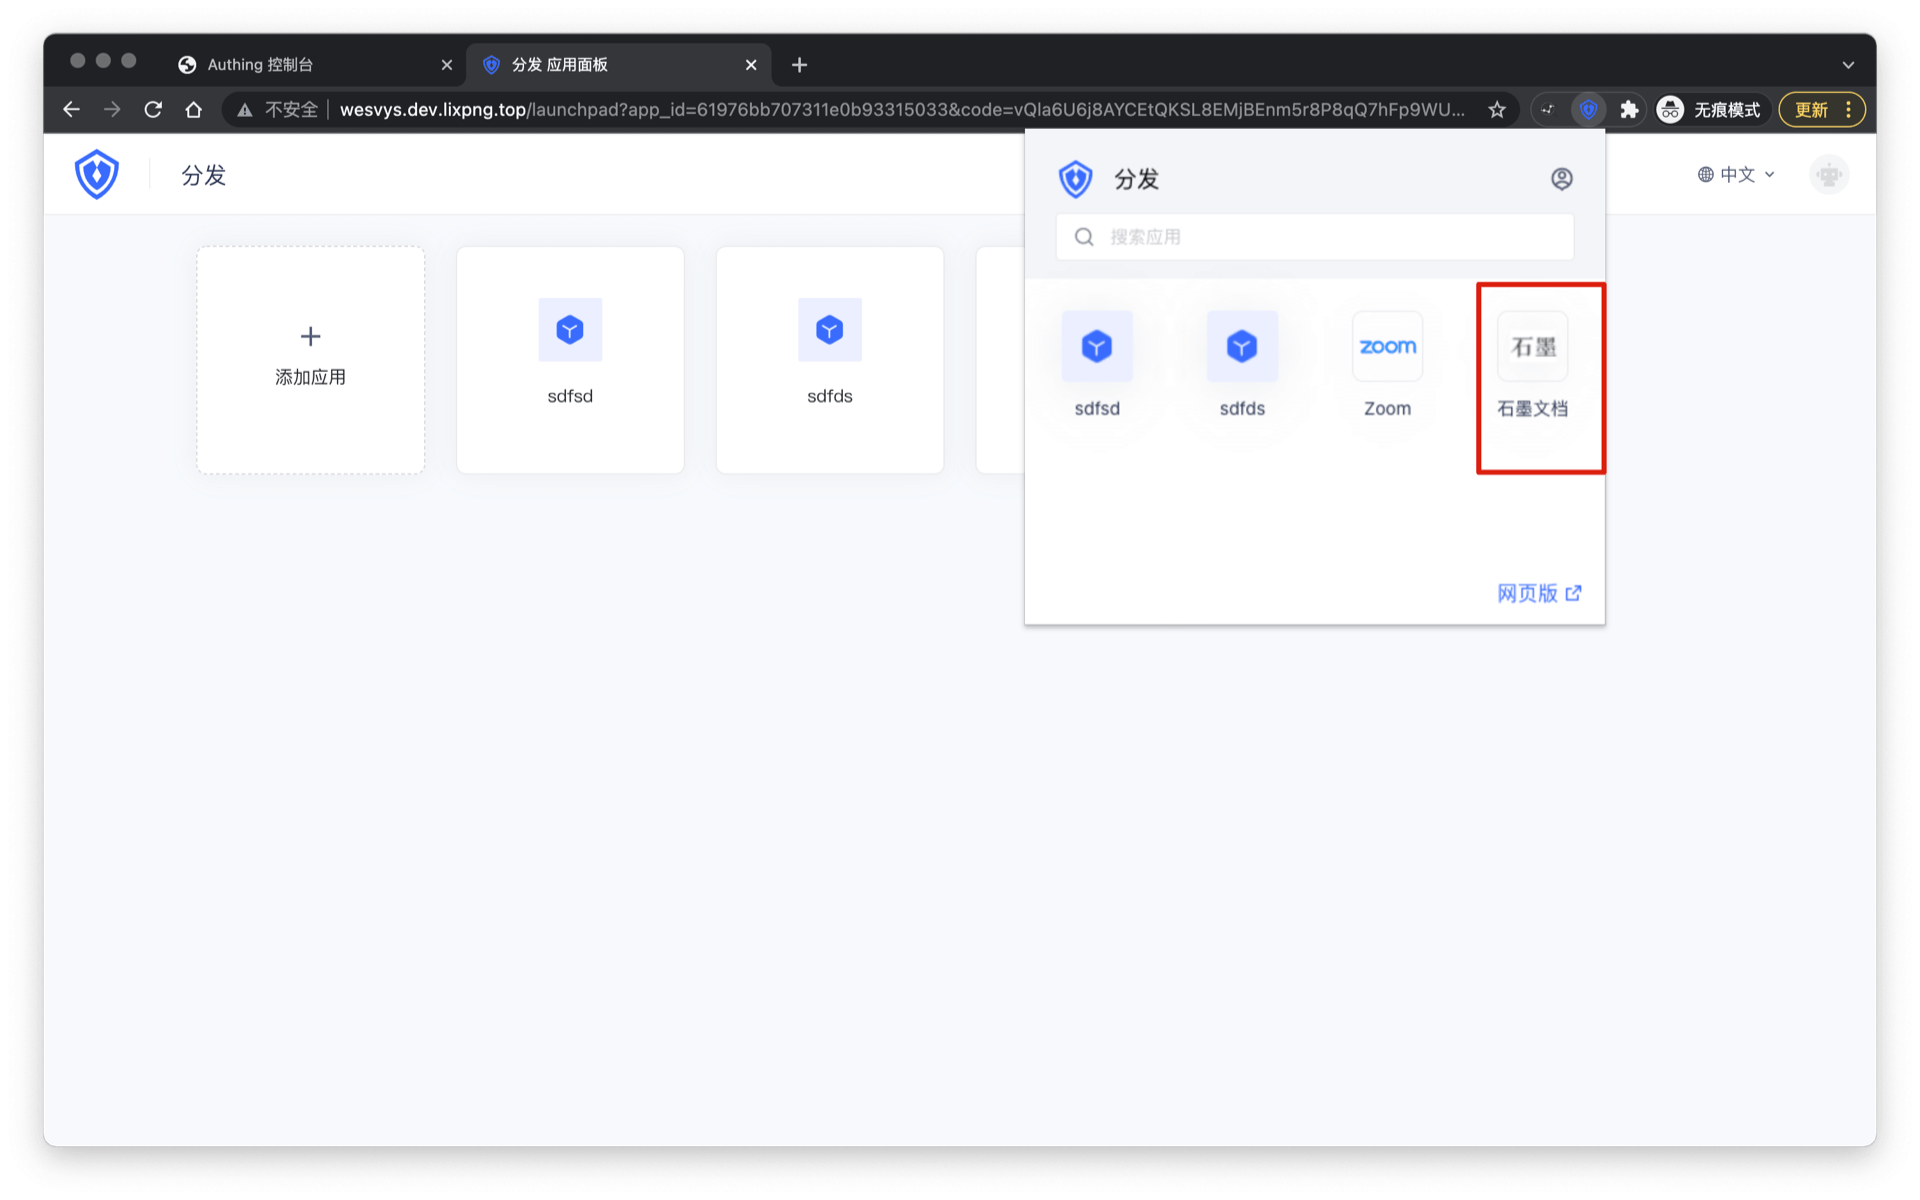 Authing 控制台
分发 应用面板
不安全
wesvys.dev.lixpng.top/launchpad?app_id=61976bb707311e0b93315033&code=vQla6U6j8AYCEtQKSL8EMjBEnm5r8P8qQ7hFp9WU...
无痕模式
更新
分发
中文
添加应用
sdfsd
sdfds
分发
搜索应用
zoom
石墨
sdfsd
sdfds
Zoom
石墨文档
网页版